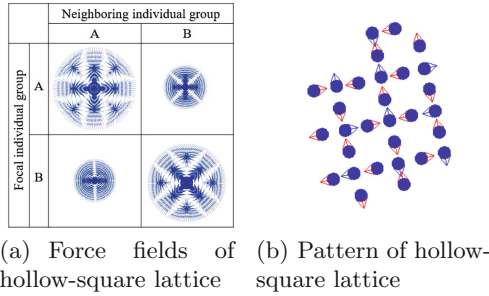 Neighboring individual group
A B
Focal individual group
A
B
(a) Force fields of
hollow-square lattice
(b) Pattern of hollow-
square lattice